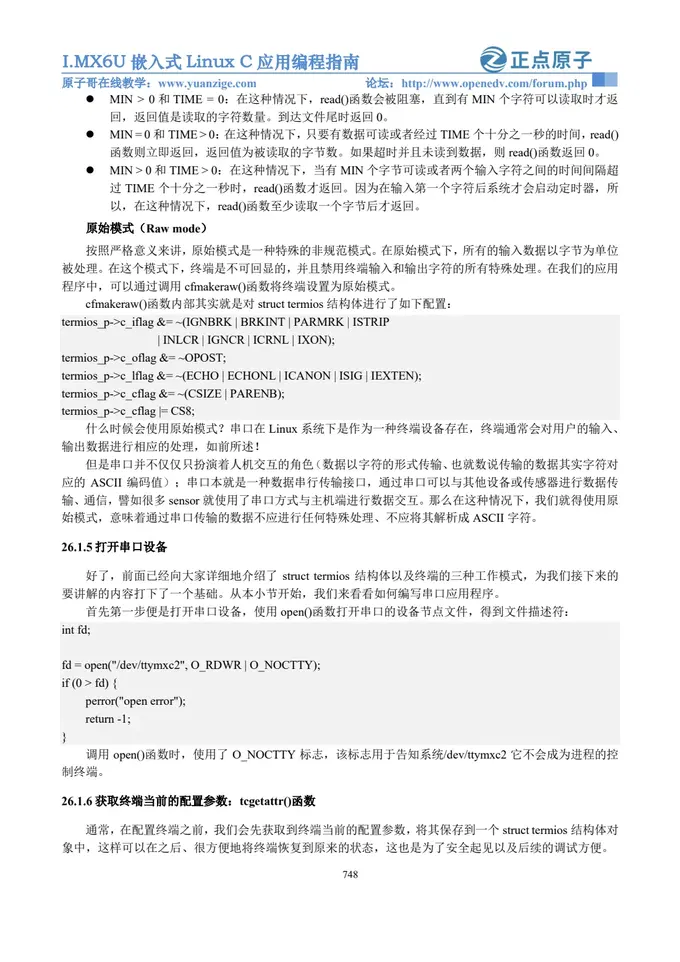 I.MX6U 嵌入式 Linux C 应用编程指南
正点原子
原子哥在线教学：www.yuanzige.com 论坛：http://www.openedv.com/forum.php
● MIN > 0 和 TIME = 0：在这种情况下，read()函数会被阻塞，直到有 MIN 个字符可以读取时才返
回，返回值是读取的字符数量。到达文件尾时返回 0。
● MIN = 0 和 TIME > 0：在这种情况下，只要有数据可读或者经过 TIME 个十分之一秒的时间，read()
函数则立即返回，返回值为被读取的字节数。如果超时并且未读到数据，则 read()函数返回 0。
● MIN > 0 和 TIME > 0：在这种情况下，当有 MIN 个字节可读或者两个输入字符之间的时间间隔超
过 TIME 个十分之一秒时，read()函数才返回。因为在输入第一个字符后系统才会启动定时器，所
以，在这种情况下，read()函数至少读取一个字节后才返回。
原始模式（Raw mode）
按照严格意义来讲，原始模式是一种特殊的非规范模式。在原始模式下，所有的输入数据以字节为单位
被处理。在这个模式下，终端是不可回显的，并且禁用终端输入和输出字符的所有特殊处理。在我们的应用
程序中，可以通过调用 cfmakeraw()函数将终端设置为原始模式。
cfmakeraw()函数内部其实就是对 struct termios 结构体进行了如下配置：
termios_p->c_iflag &= ~(IGNBRK | BRKINT | PARMRK | ISTRIP
| INLCR | IGNCR | ICRNL | IXON);
termios_p->c_oflag &= ~OPOST;
termios_p->c_lflag &= ~(ECHO | ECHONL | ICANON | ISIG | IEXTEN);
termios_p->c_cflag &= ~(CSIZE | PARENB);
termios_p->c_cflag |= CS8;
什么时候会使用原始模式？串口在 Linux 系统下是作为一种终端设备存在，终端通常会对用户的输入、
输出数据进行相应的处理，如前所述！
但是串口并不仅仅只扮演着人机交互的角色（数据以字符的形式传输、也就数说传输的数据其实字符对
应的 ASCII 编码值）；串口本就是一种数据串行传输接口，通过串口可以与其他设备或传感器进行数据传
输、通信，譬如很多 sensor 就使用了串口方式与主机端进行数据交互。那么在这种情况下，我们就得使用原
始模式，意味着通过串口传输的数据不应进行任何特殊处理、不应将其解析成 ASCII 字符。
26.1.5 打开串口设备
好了，前面已经向大家详细地介绍了 struct termios 结构体以及终端的三种工作模式，为我们接下来的
要讲解的内容打下了一个基础。从本小节开始，我们来看看如何编写串口应用程序。
首先第一步便是打开串口设备，使用 open()函数打开串口的设备节点文件，得到文件描述符：
int fd;
fd = open("/dev/ttymxc2", O_RDWR | O_NOCTTY);
if (0 > fd) {
perror("open error");
return -1;
}
调用 open()函数时，使用了 O_NOCTTY 标志，该标志用于告知系统/dev/ttymxc2 它不会成为进程的控
制终端。
26.1.6 获取终端当前的配置参数：tcgetattr()函数
通常，在配置终端之前，我们会先获取到终端当前的配置参数，将其保存到一个 struct termios 结构体对
象中，这样可以在之后、很方便地将终端恢复到原来的状态，这也是为了安全起见以及后续的调试方便。
748